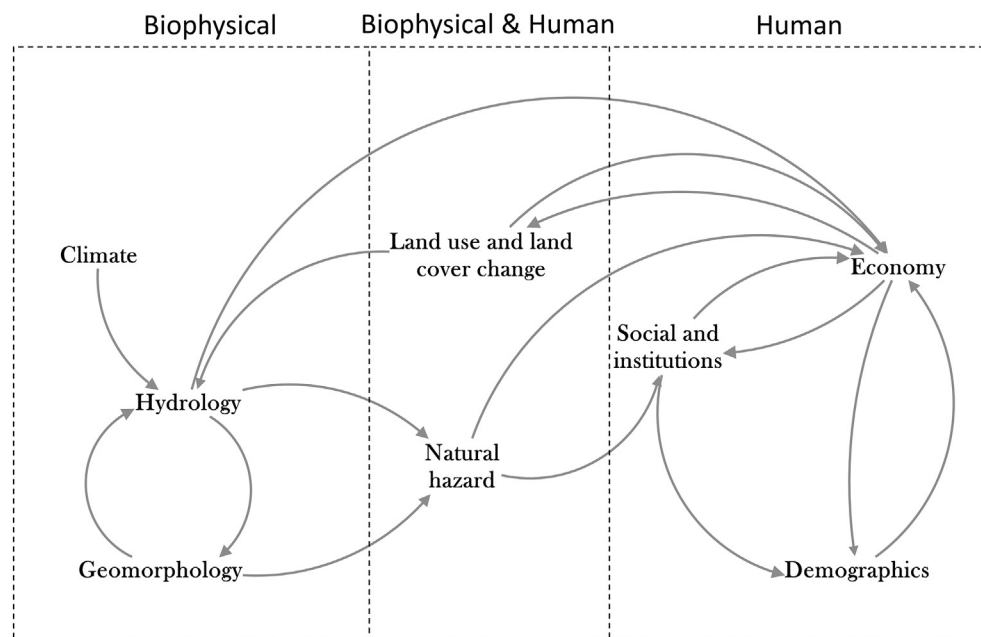 Biophysical
Biophysical & Human
Human
Climate
Land use and land
cover change
Economy
Social and
institutions
Hydrology
Natural
hazard
Geomorphology
Demographics